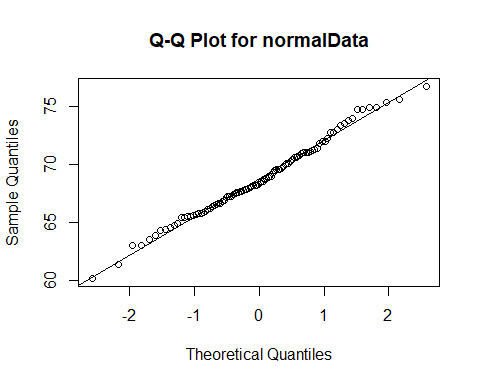 Q-Q Plot for normalData
Sample Quantiles
75
70
65
60
-2 -1 0 1 2
Theoretical Quantiles